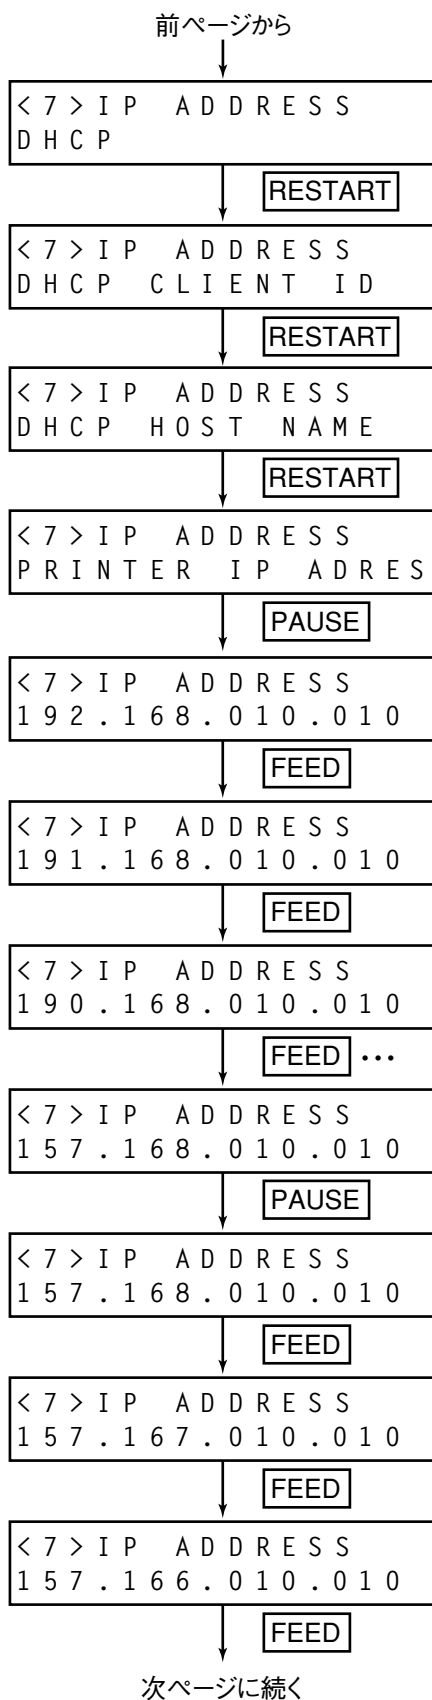 前ページから
<7>IP ADDRESS
DHCP
RESTART
<7>IP ADDRESS
DHCP CLIENT ID
RESTART
<7>IP ADDRESS
DHCP HOST NAME
RESTART
<7>IP ADDRESS
PRINTER IP ADRES
PAUSE
<7>IP ADDRESS
192.168.010.010
FEED
<7>IP ADDRESS
191.168.010.010
FEED
<7>IP ADDRESS
190.168.010.010
FEED ･･･
<7>IP ADDRESS
157.168.010.010
PAUSE
<7>IP ADDRESS
157.168.010.010
FEED
<7>IP ADDRESS
157.167.010.010
FEED
<7>IP ADDRESS
157.166.010.010
FEED
次ページに続く